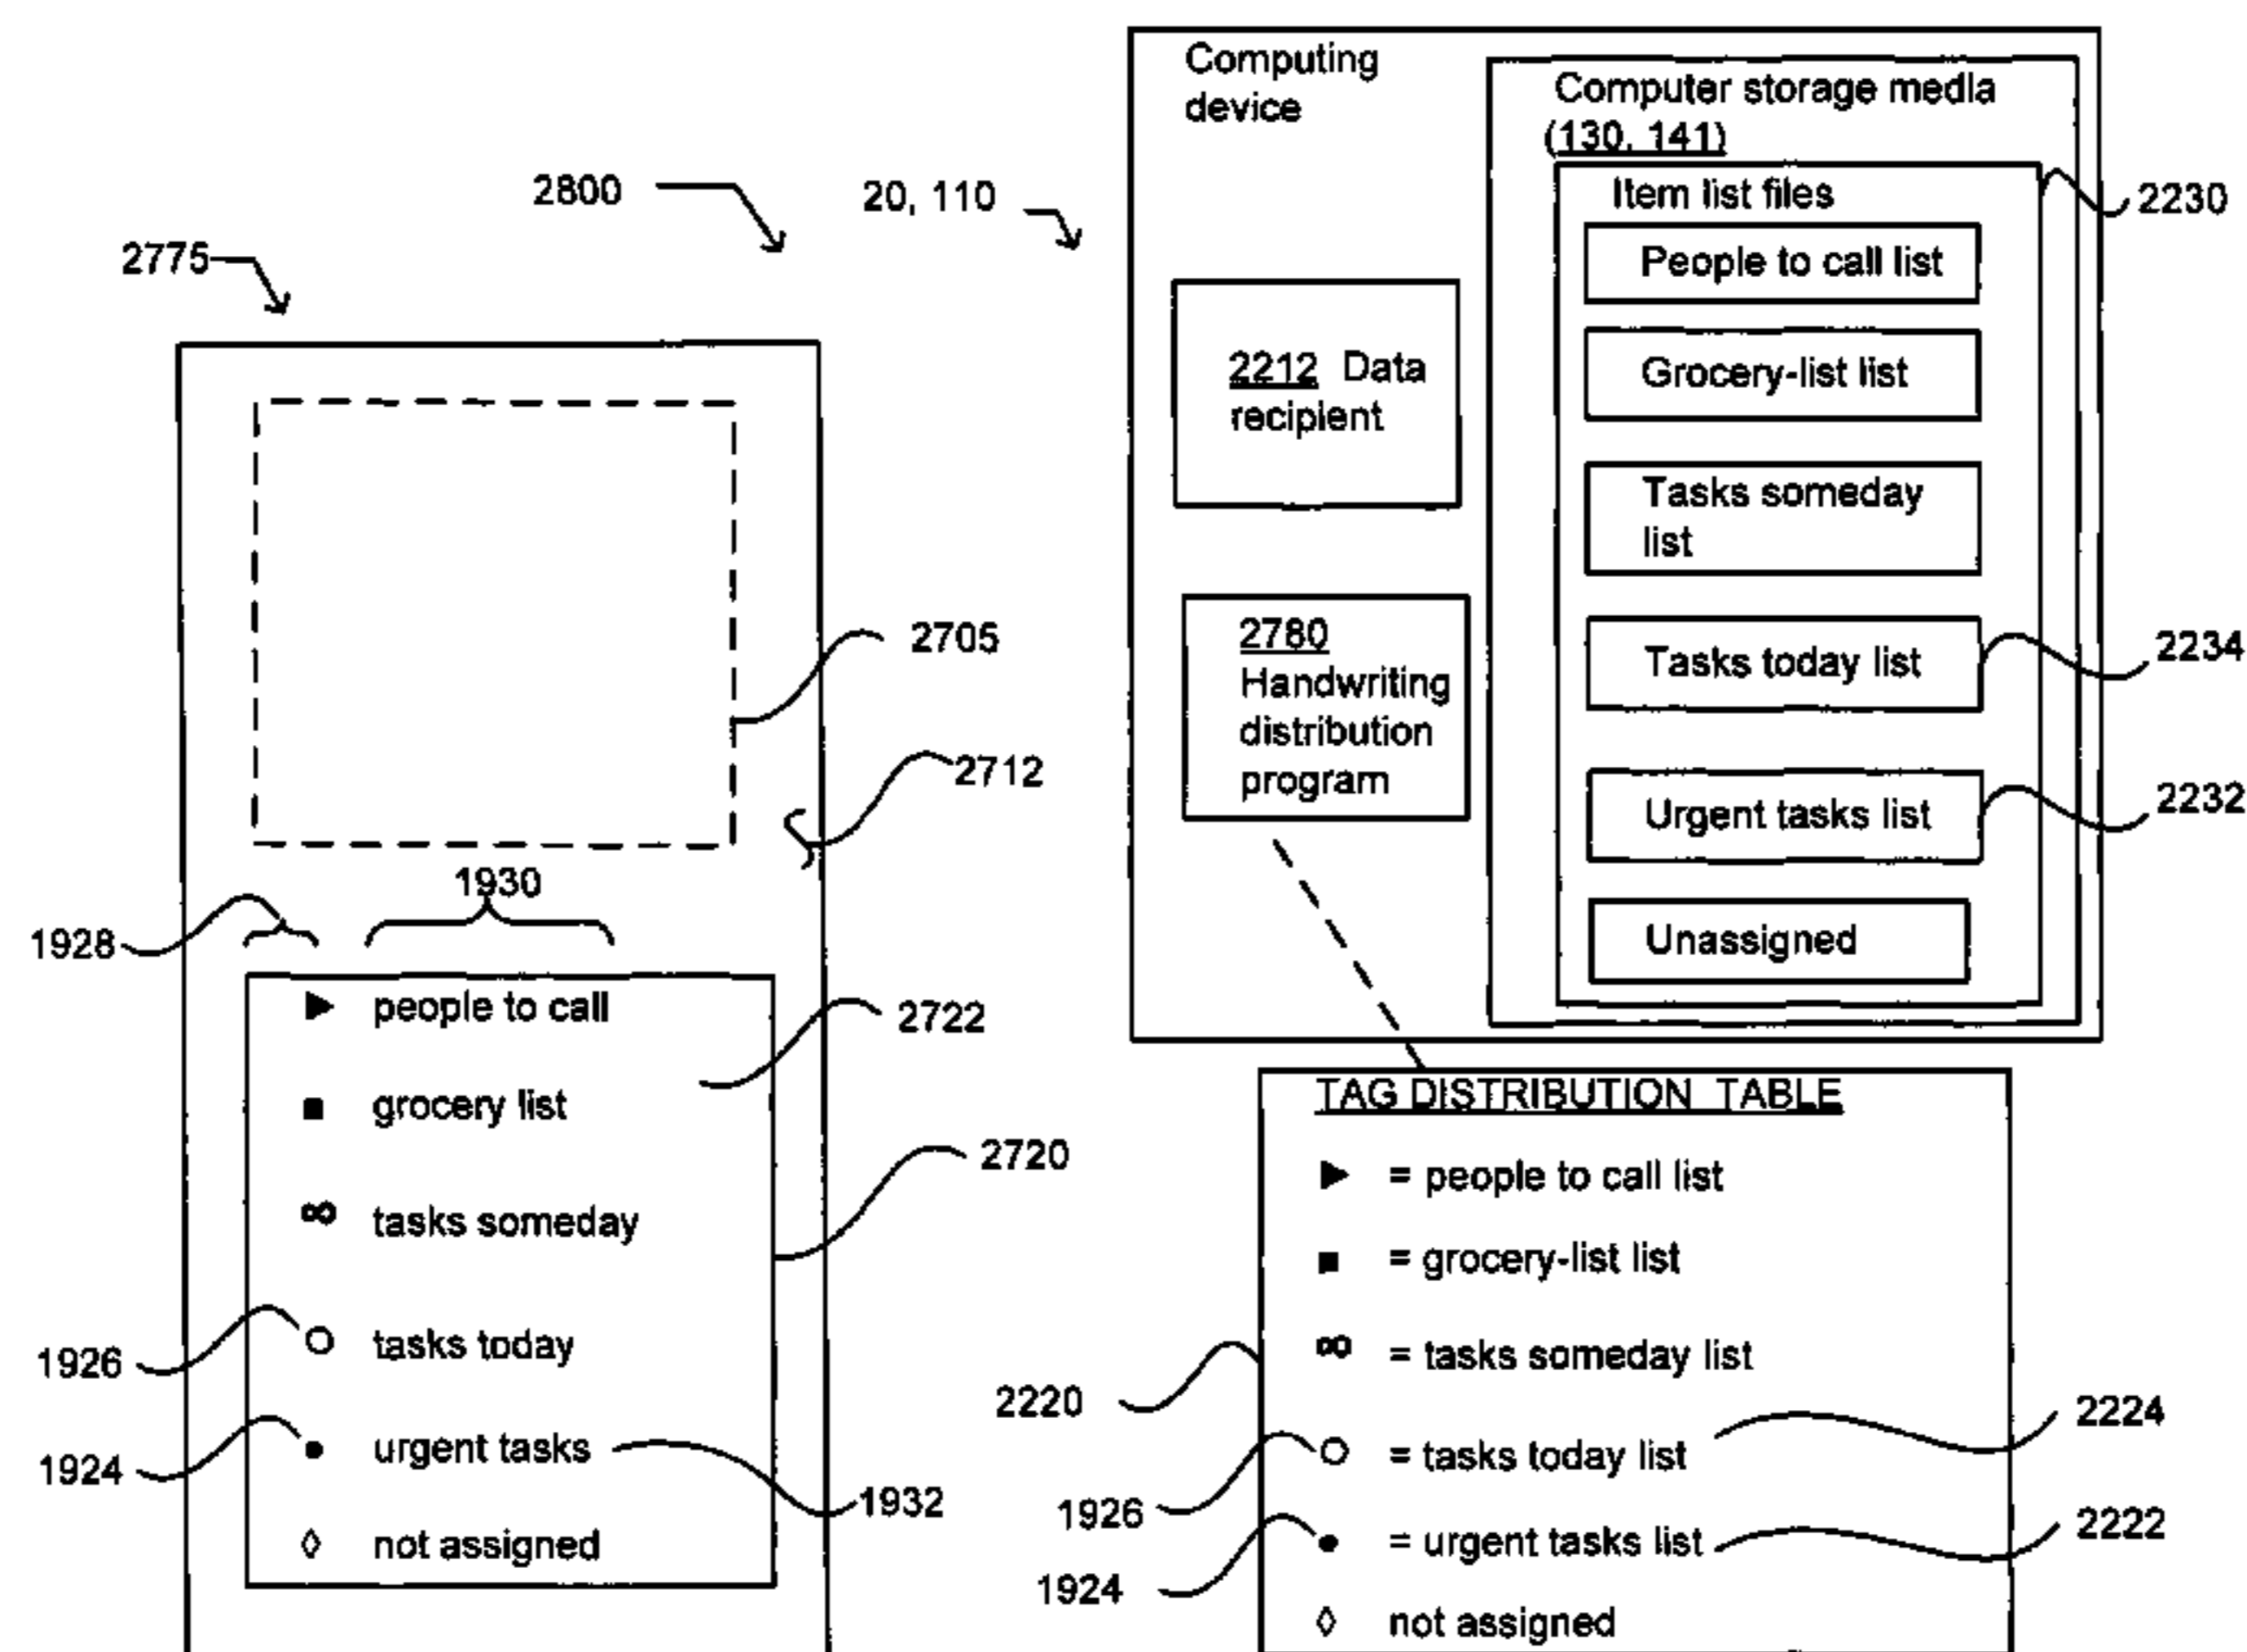 2800
2775
2705
2712
1930
1928
▶ people to call
2722
■ grocery list
2720
∞ tasks someday
○ tasks today
1926
● urgent tasks
1924
1932
◊ not assigned
20, 110
Computing
device
Computer storage media
(130, 141)
Item list files
2230
People to call list
Grocery-list list
Tasks someday
list
Tasks today list
2234
Urgent tasks list
2232
Unassigned
2212 Data
recipient
2780
Handwriting
distribution
program
TAG DISTRIBUTION TABLE
▶ = people to call list
■ = grocery-list list
∞ = tasks someday list
2220
○ = tasks today list
2224
1926
● = urgent tasks list
2222
1924
◊ not assigned